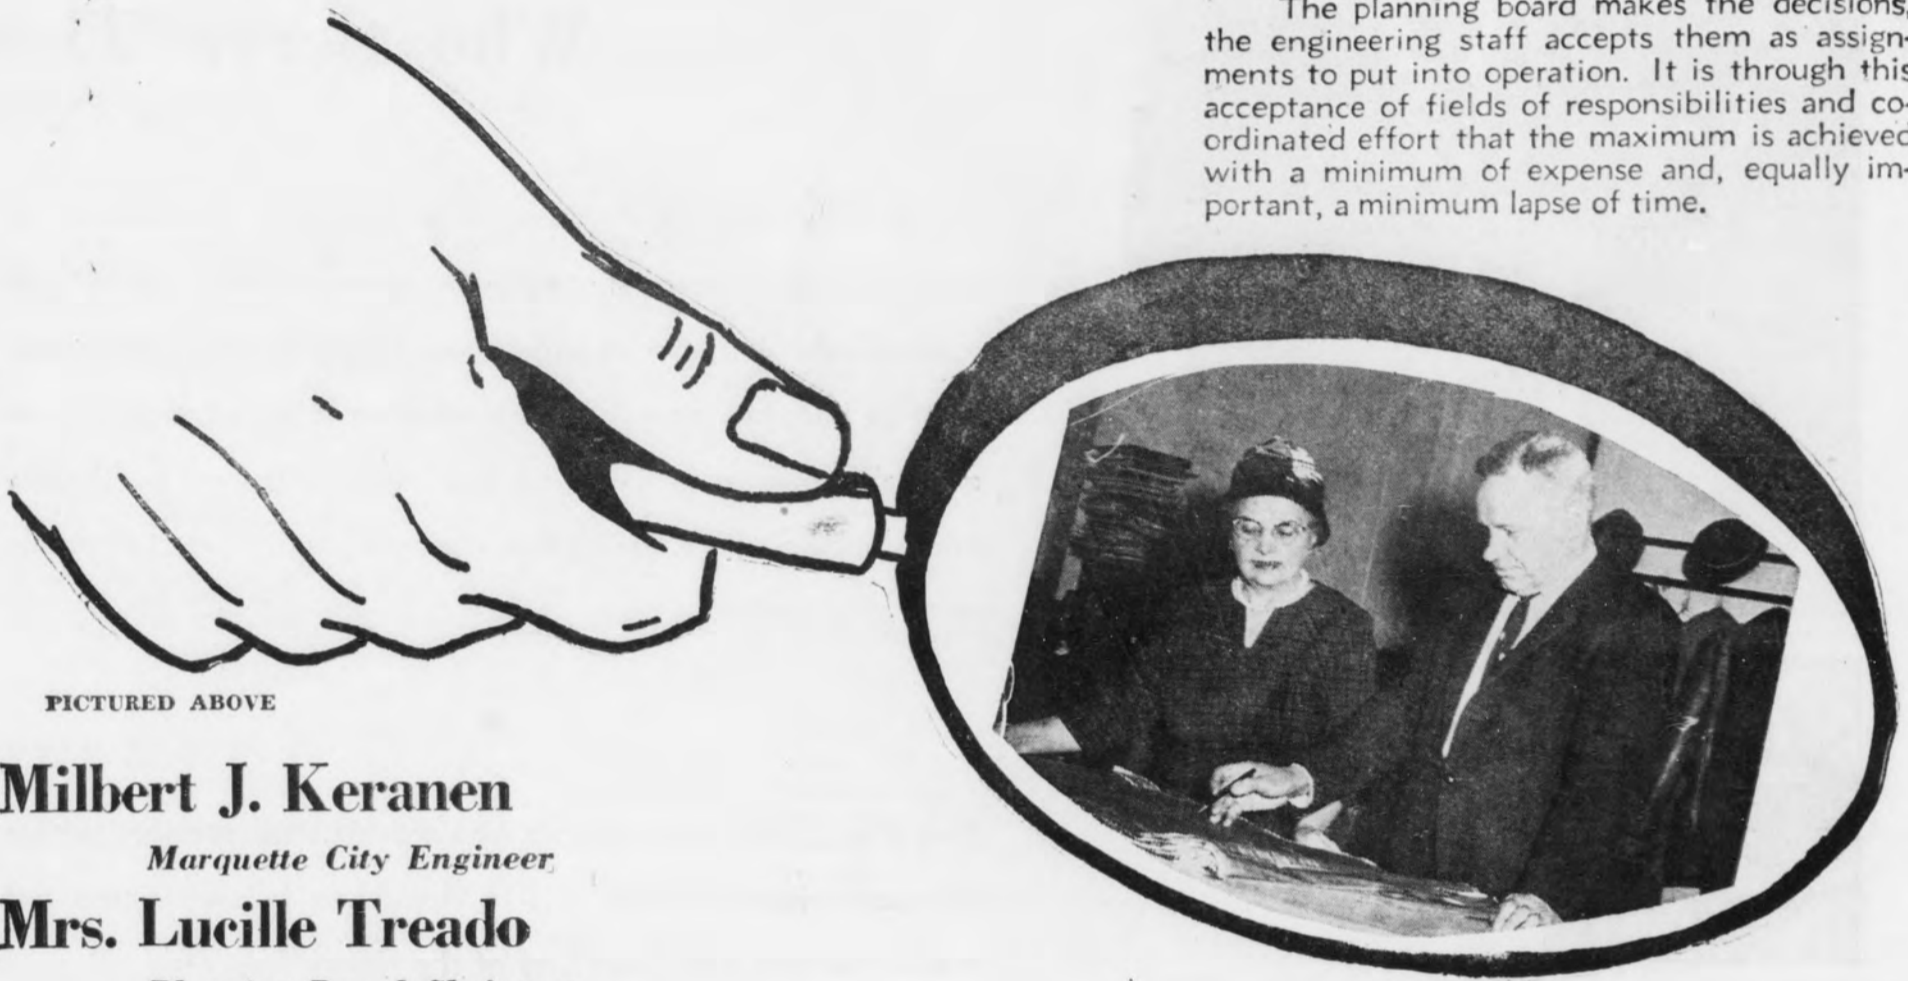 The planning board makes the decisions,
the engineering staff accepts them as assign-
ments to put into operation. It is through this
acceptance of fields of responsibilities and co-
ordinated effort that the maximum is achieved
with a minimum of expense and, equally im-
portant, a minimum lapse of time.
PICTURED ABOVE
Milbert J. Keranen
Marquette City Engineer
Mrs. Lucille Treado